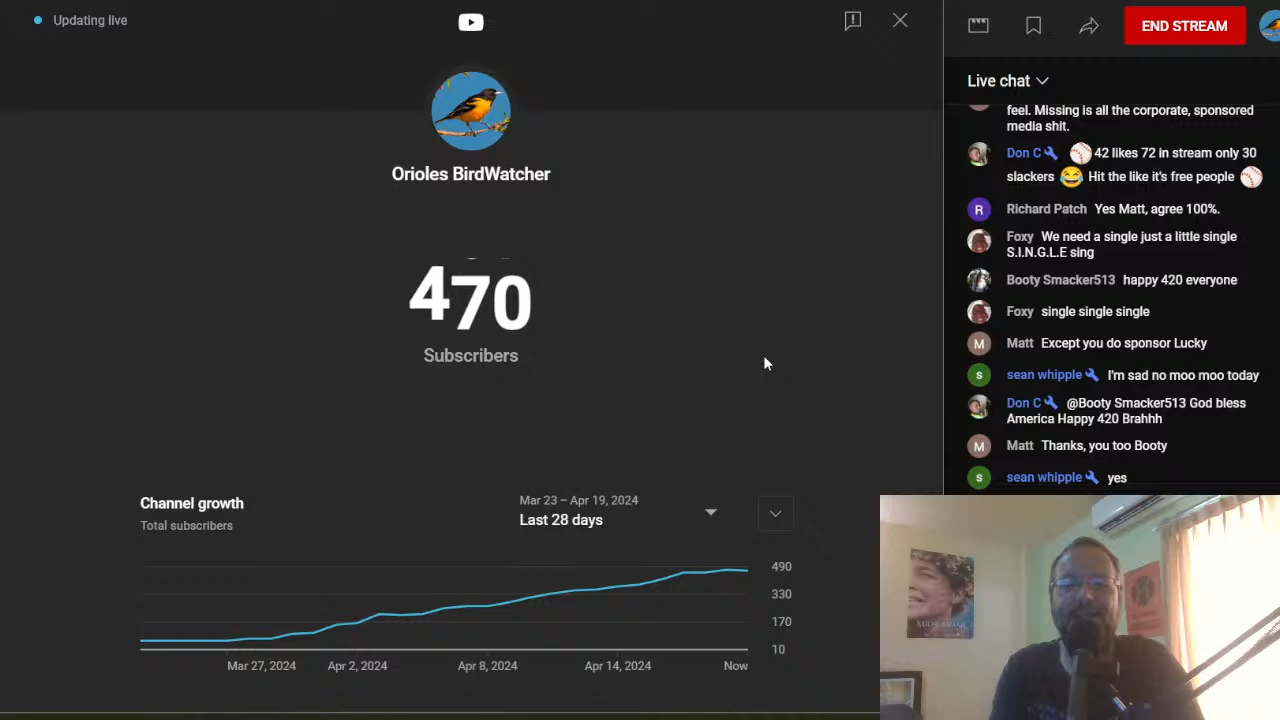 Updating live
END STREAM
Orioles BirdWatcher
470
Subscribers
Channel growth
Total subscribers
Mar 23 – Apr 19, 2024
Last 28 days
490
330
170
10
Mar 27, 2024
Apr 2, 2024
Apr 8, 2024
Apr 14, 2024
Now
Live chat
feel. Missing is all the corporate, sponsored
media shit.
Don C 42 likes 72 in stream only 30
slackers 😂 Hit the like it's free people ⚾
R Richard Patch Yes Matt, agree 100%.
Foxy We need a single just a little single
S.I.N.G.L.E sing
Booty Smacker513 happy 420 everyone
Foxy single single single
M Matt Except you do sponsor Lucky
s sean whipple I'm sad no moo moo today
Don C @Booty Smacker513 God bless
America Happy 420 Brahhh
M Matt Thanks, you too Booty
s sean whipple yes